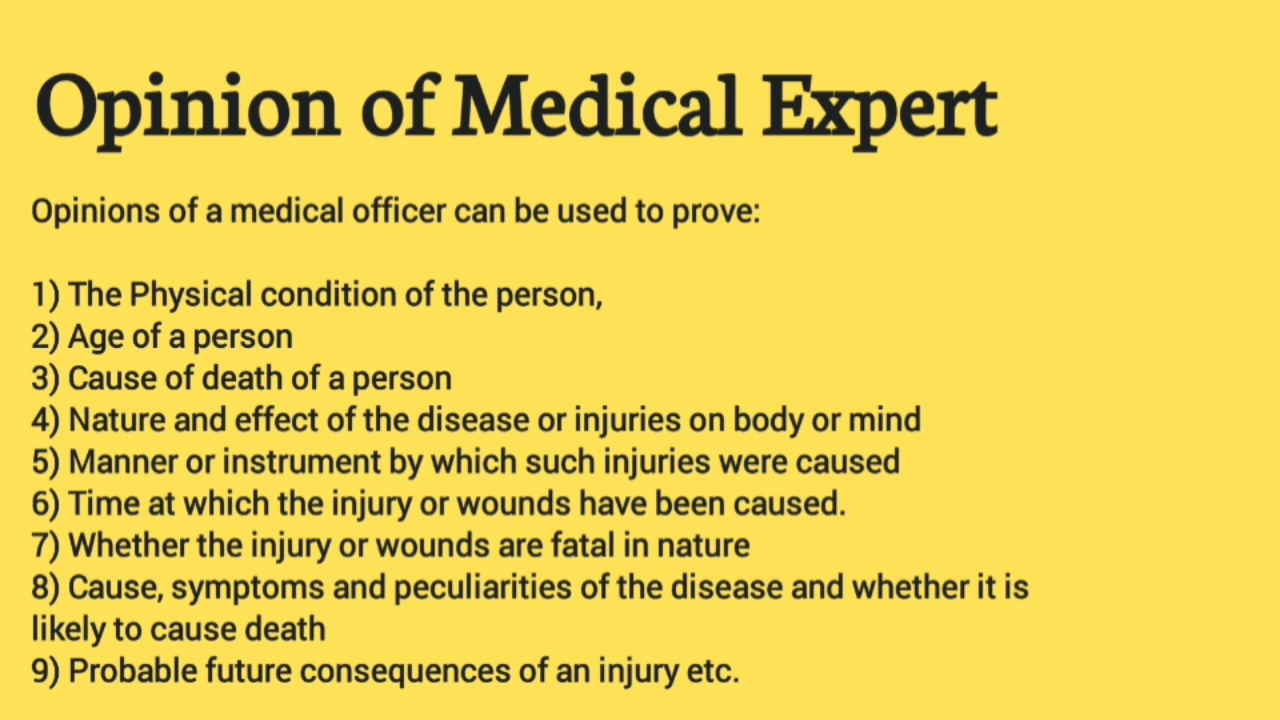 Opinion of Medical Expert
Opinions of a medical officer can be used to prove:
1) The Physical condition of the person,
2) Age of a person
3) Cause of death of a person
4) Nature and effect of the disease or injuries on body or mind
5) Manner or instrument by which such injuries were caused
6) Time at which the injury or wounds have been caused.
7) Whether the injury or wounds are fatal in nature
8) Cause, symptoms and peculiarities of the disease and whether it is
likely to cause death
9) Probable future consequences of an injury etc.